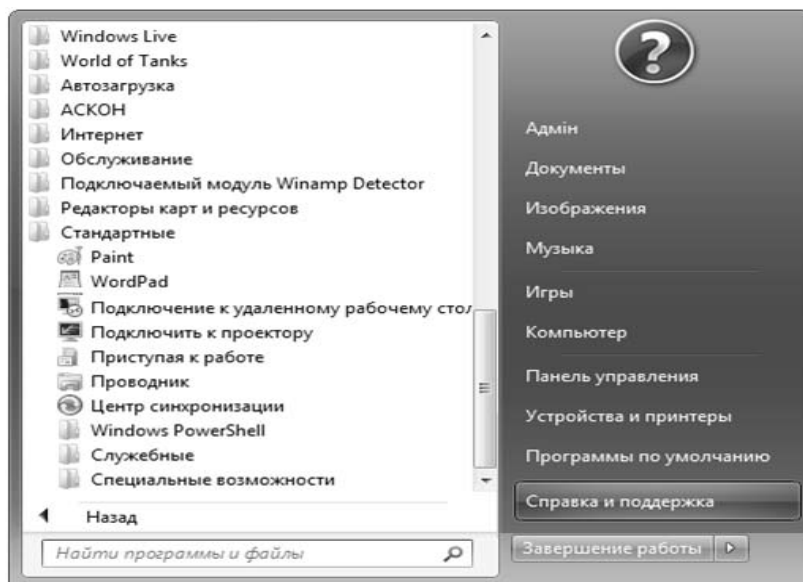 Windows Live
World of Tanks
Автозагрузка
АСКОН
Интернет
Обслуживание
Подключаемый модуль Winamp Detector
Редакторы карт и ресурсов
Стандартные
Paint
WordPad
Подключение к удаленному рабочему стол
Подключить к проектору
Приступая к работе
Проводник
Центр синхронизации
Windows PowerShell
Служебные
Специальные возможности
Назад
Найти программы и файлы
Адмін
Документы
Изображения
Музыка
Игры
Компьютер
Панель управления
Устройства и принтеры
Программы по умолчанию
Справка и поддержка
Завершение работы